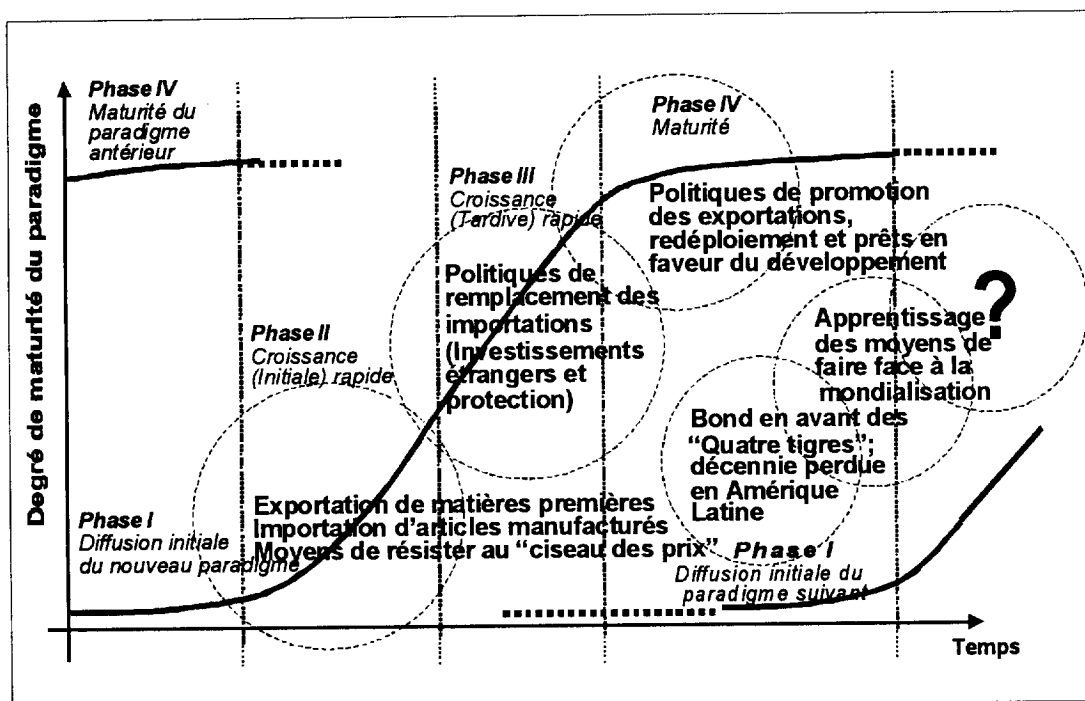 Degré de maturité du paradigme
Phase IV
Maturité du
paradigme
antérieur
Phase IV
Maturité
Phase III
Croissance
(Tardive) rapide
Politiques de promotion
des exportations,
redéploiement et prêts en
faveur du développement
Politiques de
remplacement des
importations
(Investissements
étrangers et
protection)
?
Phase II
Croissance
(Initiale) rapide
Apprentissage
des moyens de
faire face à la
mondialisation
Bond en avant des
“Quatre tigres”;
décennie perdue
en Amérique
Latine
Exportation de matières premières
Importation d'articles manufacturés
Moyens de résister au “ciseau des prix”
Phase I
Diffusion initiale
du nouveau paradigme
Phase I
Diffusion initiale du
paradigme suivant
Temps